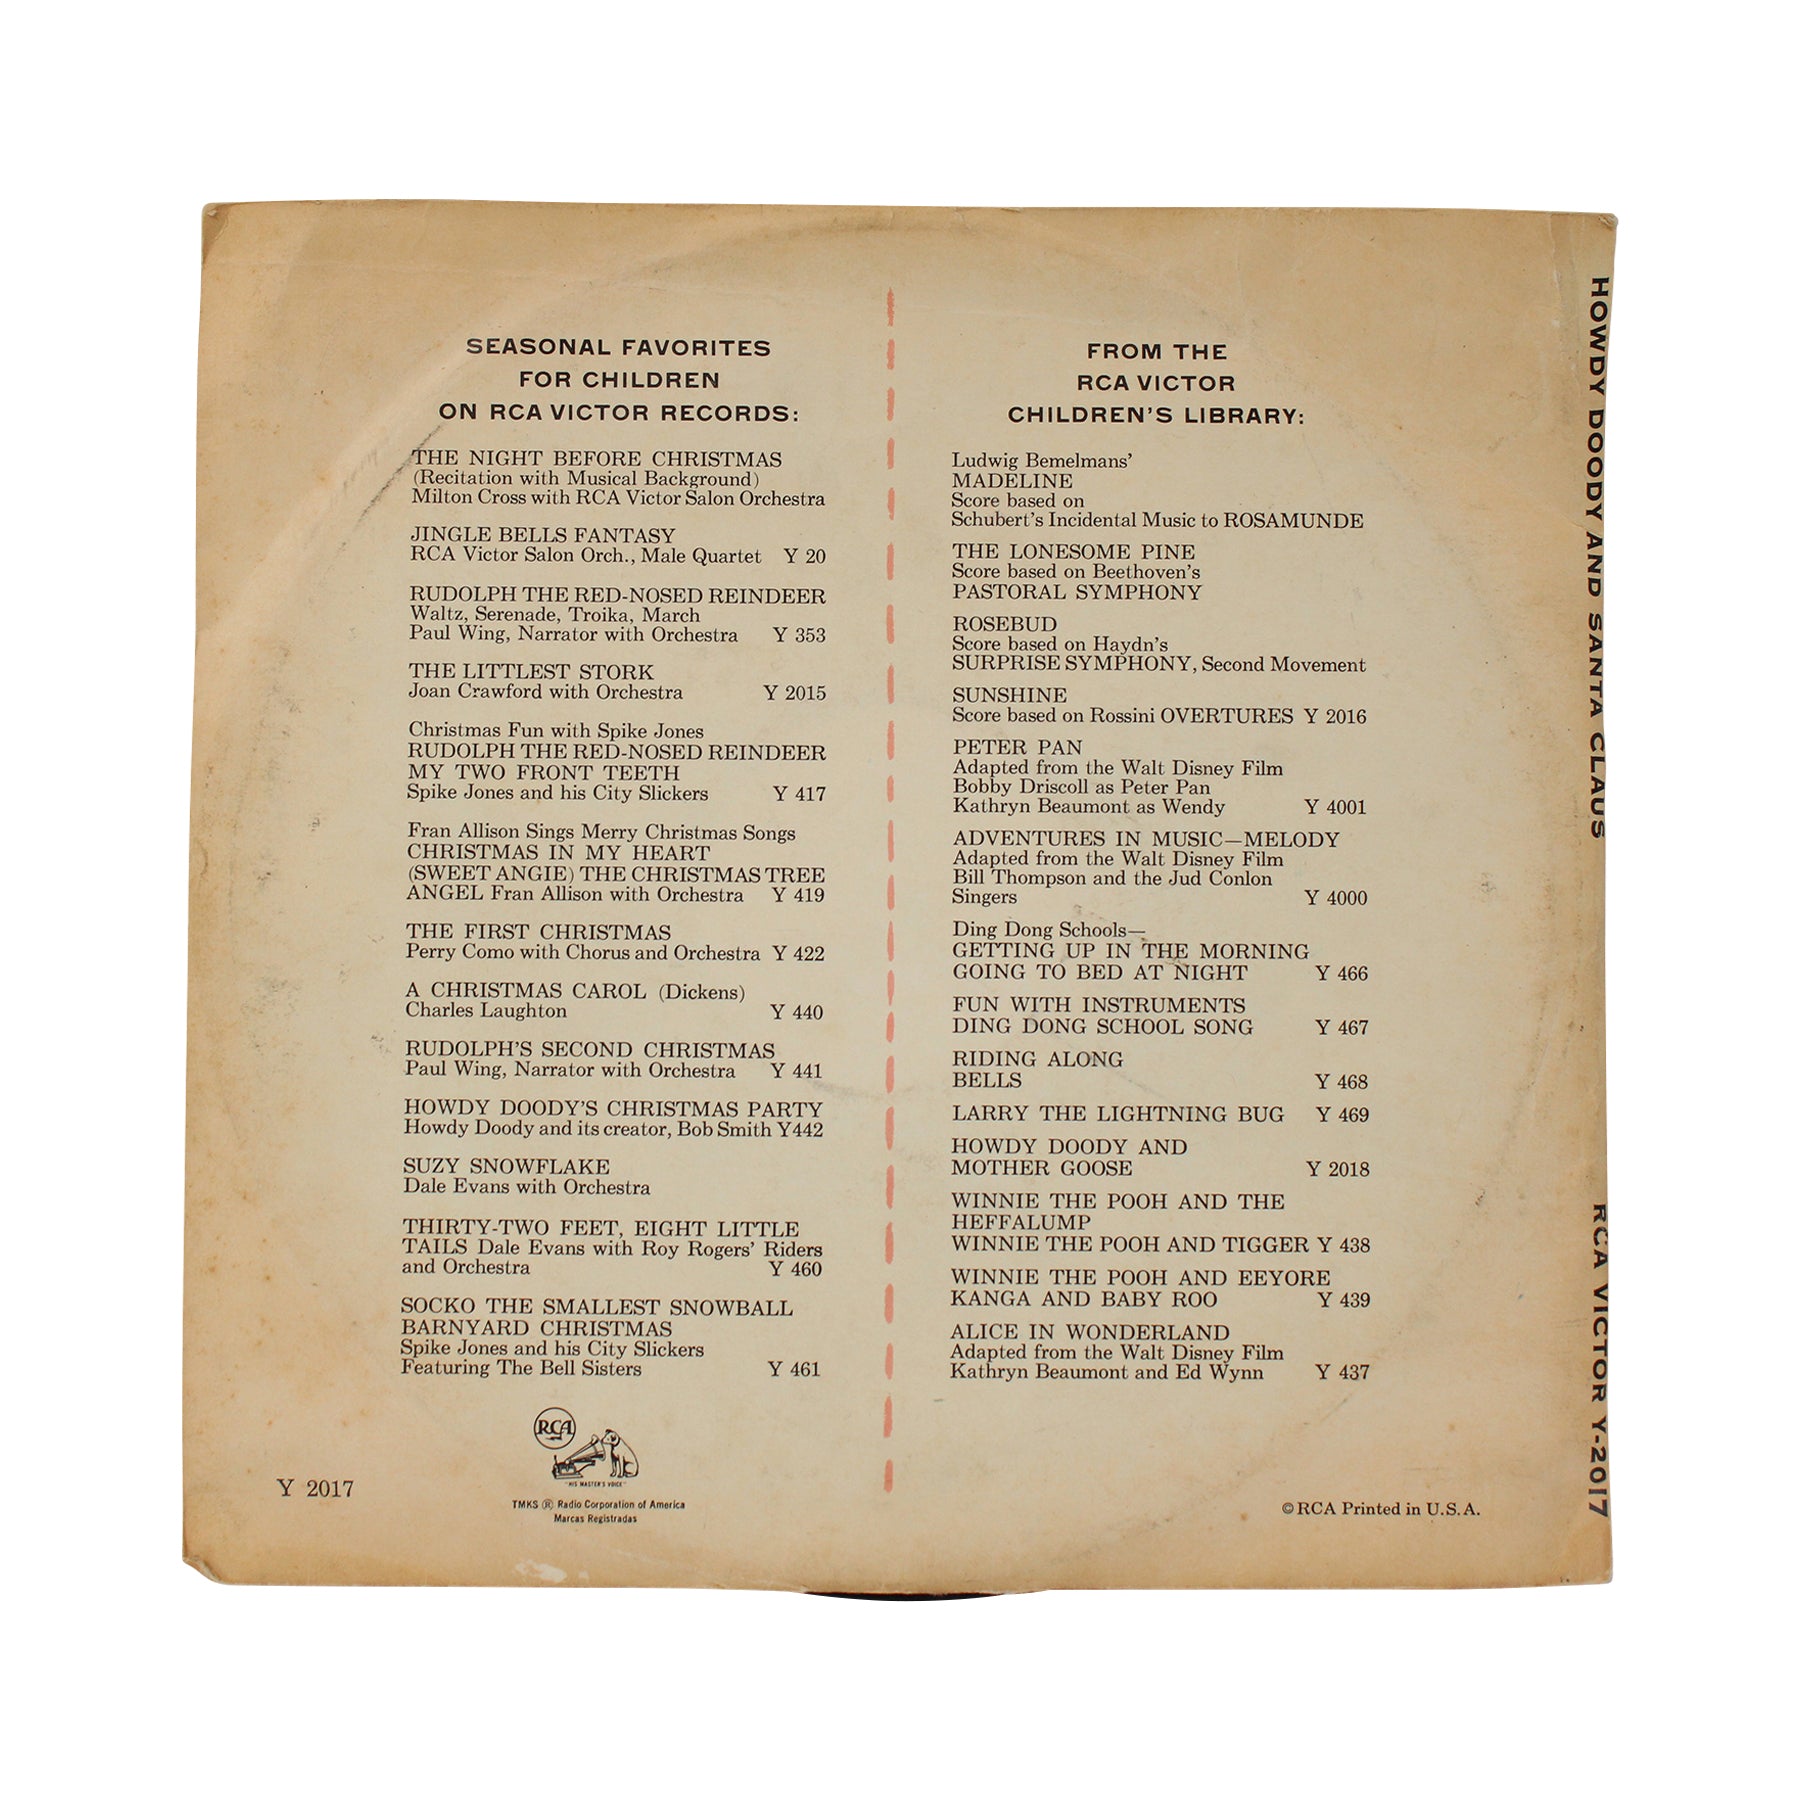 SEASONAL FAVORITES
FOR CHILDREN
ON RCA VICTOR RECORDS:
THE NIGHT BEFORE CHRISTMAS
(Recitation with Musical Background)
Milton Cross with RCA Victor Salon Orchestra
JINGLE BELLS FANTASY
RCA Victor Salon Orch., Male Quartet Y 20
RUDOLPH THE RED-NOSED REINDEER
Waltz, Serenade, Troika, March
Paul Wing, Narrator with Orchestra Y 353
THE LITTLEST STORK
Joan Crawford with Orchestra Y 2015
Christmas Fun with Spike Jones
RUDOLPH THE RED-NOSED REINDEER
MY TWO FRONT TEETH
Spike Jones and his City Slickers Y 417
Fran Allison Sings Merry Christmas Songs
CHRISTMAS IN MY HEART
(SWEET ANGIE) THE CHRISTMAS TREE
ANGEL Fran Allison with Orchestra Y 419
THE FIRST CHRISTMAS
Perry Como with Chorus and Orchestra Y 422
A CHRISTMAS CAROL (Dickens)
Charles Laughton Y 440
RUDOLPH'S SECOND CHRISTMAS
Paul Wing, Narrator with Orchestra Y 441
HOWDY DOODY'S CHRISTMAS PARTY
Howdy Doody and its creator, Bob Smith Y442
SUZY SNOWFLAKE
Dale Evans with Orchestra
THIRTY-TWO FEET, EIGHT LITTLE
TAILS Dale Evans with Roy Rogers' Riders
and Orchestra Y 460
SOCKO THE SMALLEST SNOWBALL
BARNYARD CHRISTMAS
Spike Jones and his City Slickers
Featuring The Bell Sisters Y 461
RCA
"HIS MASTER'S VOICE"
TMKS ® Radio Corporation of America
Marcas Registradas
Y 2017
FROM THE
RCA VICTOR
CHILDREN'S LIBRARY:
Ludwig Bemelmans'
MADELINE
Score based on
Schubert's Incidental Music to ROSAMUNDE
THE LONESOME PINE
Score based on Beethoven's
PASTORAL SYMPHONY
ROSEBUD
Score based on Haydn's
SURPRISE SYMPHONY, Second Movement
SUNSHINE
Score based on Rossini OVERTURES Y 2016
PETER PAN
Adapted from the Walt Disney Film
Bobby Driscoll as Peter Pan
Kathryn Beaumont as Wendy Y 4001
ADVENTURES IN MUSIC—MELODY
Adapted from the Walt Disney Film
Bill Thompson and the Jud Conlon
Singers Y 4000
Ding Dong Schools—
GETTING UP IN THE MORNING
GOING TO BED AT NIGHT Y 466
FUN WITH INSTRUMENTS
DING DONG SCHOOL SONG Y 467
RIDING ALONG
BELLS Y 468
LARRY THE LIGHTNING BUG Y 469
HOWDY DOODY AND
MOTHER GOOSE Y 2018
WINNIE THE POOH AND THE
HEFFALUMP
WINNIE THE POOH AND TIGGER Y 438
WINNIE THE POOH AND EEYORE
KANGA AND BABY ROO Y 439
ALICE IN WONDERLAND
Adapted from the Walt Disney Film
Kathryn Beaumont and Ed Wynn Y 437
© RCA Printed in U.S.A.
HOWDY DOODY AND SANTA CLAUS
RCA VICTOR Y-2017